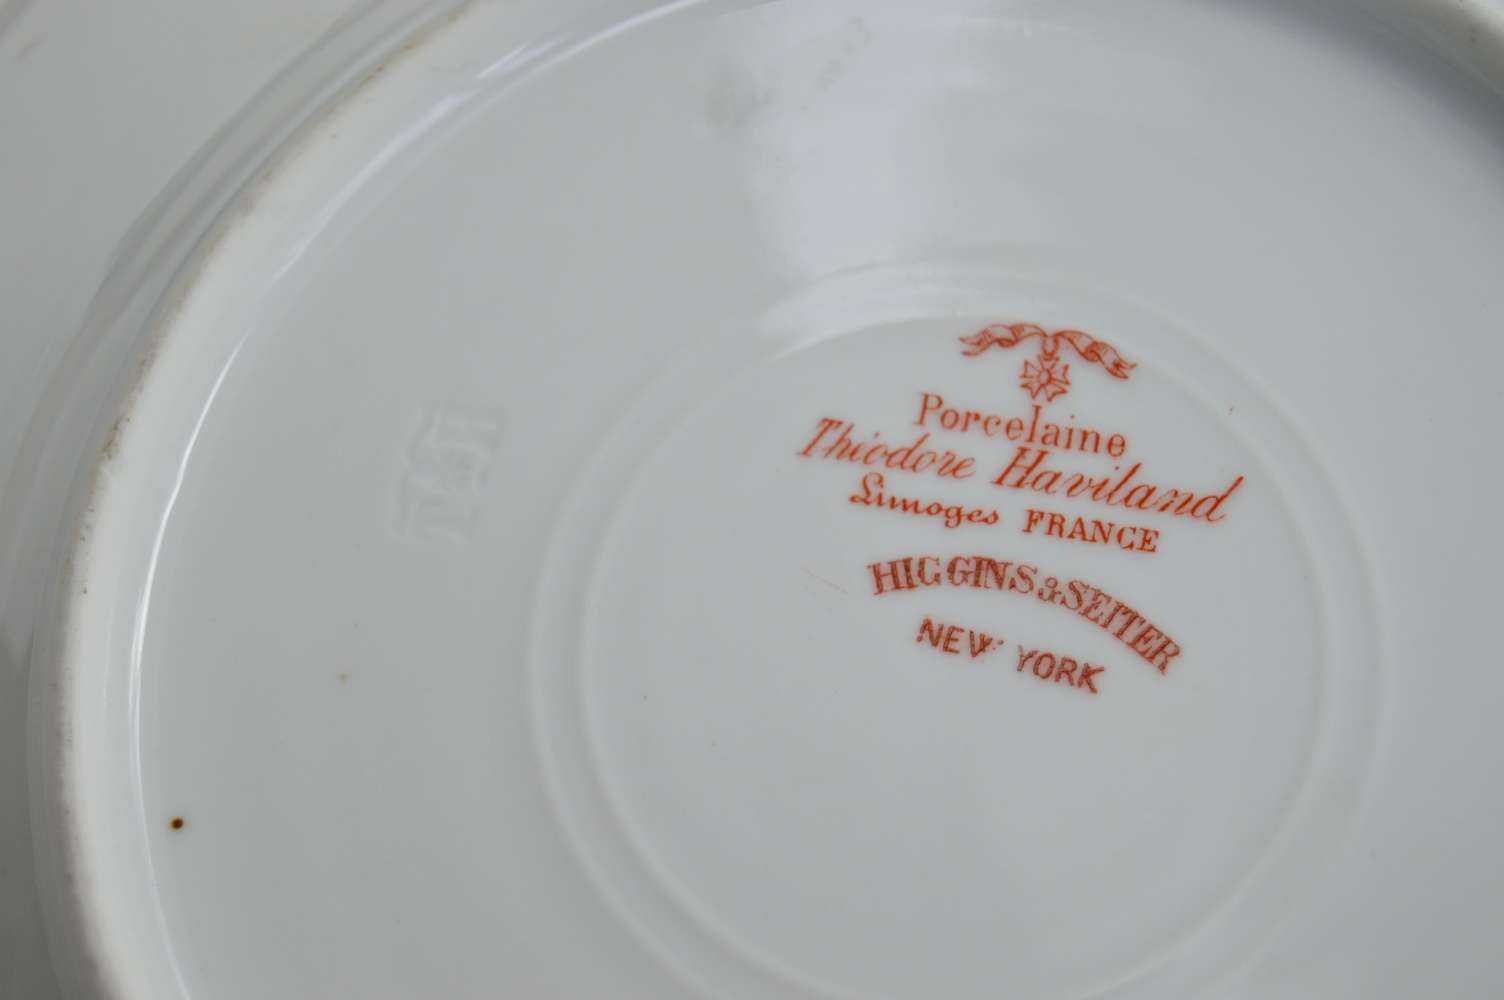 Porcelaine
Théodore Haviland
Limoges FRANCE
HIGGINS & SEITER
NEW YORK